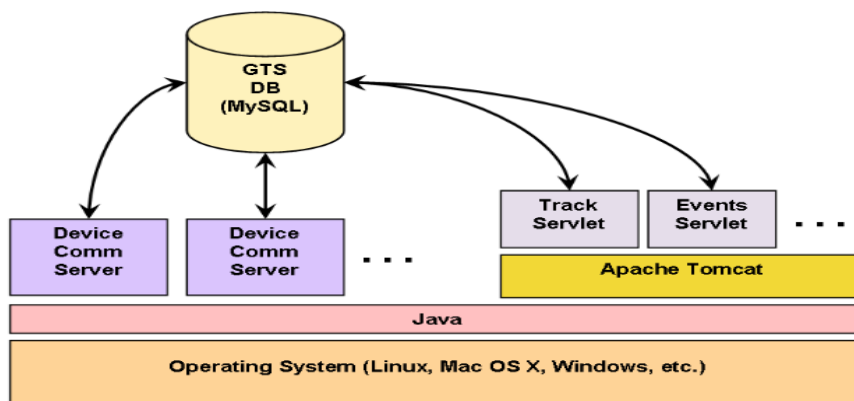 GTS
DB
(MySQL)
Track
Servlet
Events
Servlet
. . .
Device
Comm
Server
Device
Comm
Server
. . .
Apache Tomcat
Java
Operating System (Linux, Mac OS X, Windows, etc.)